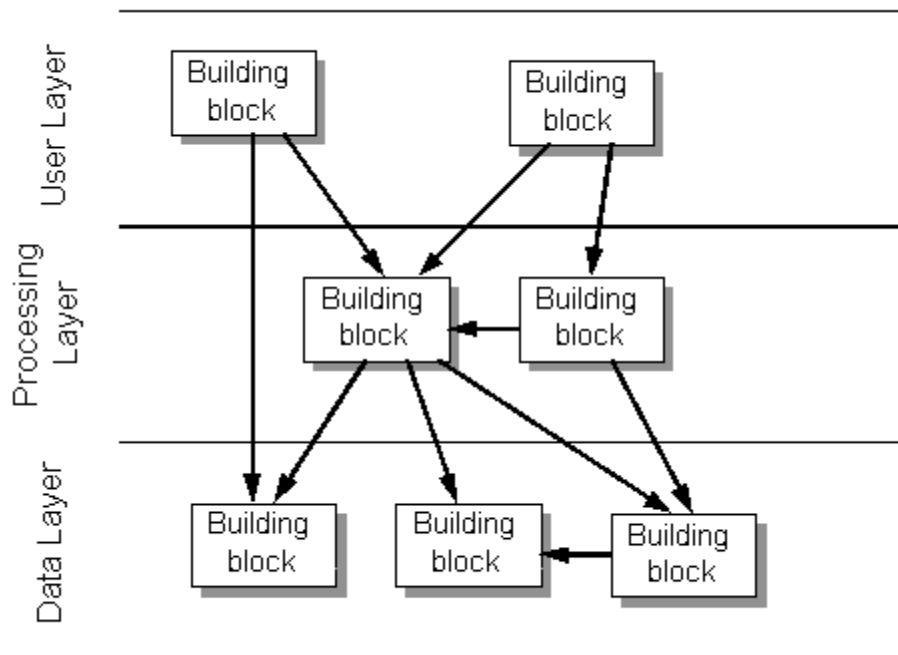 User Layer
Building
block
Building
block
Processing
Layer
Building
block
Building
block
Data Layer
Building
block
Building
block
Building
block